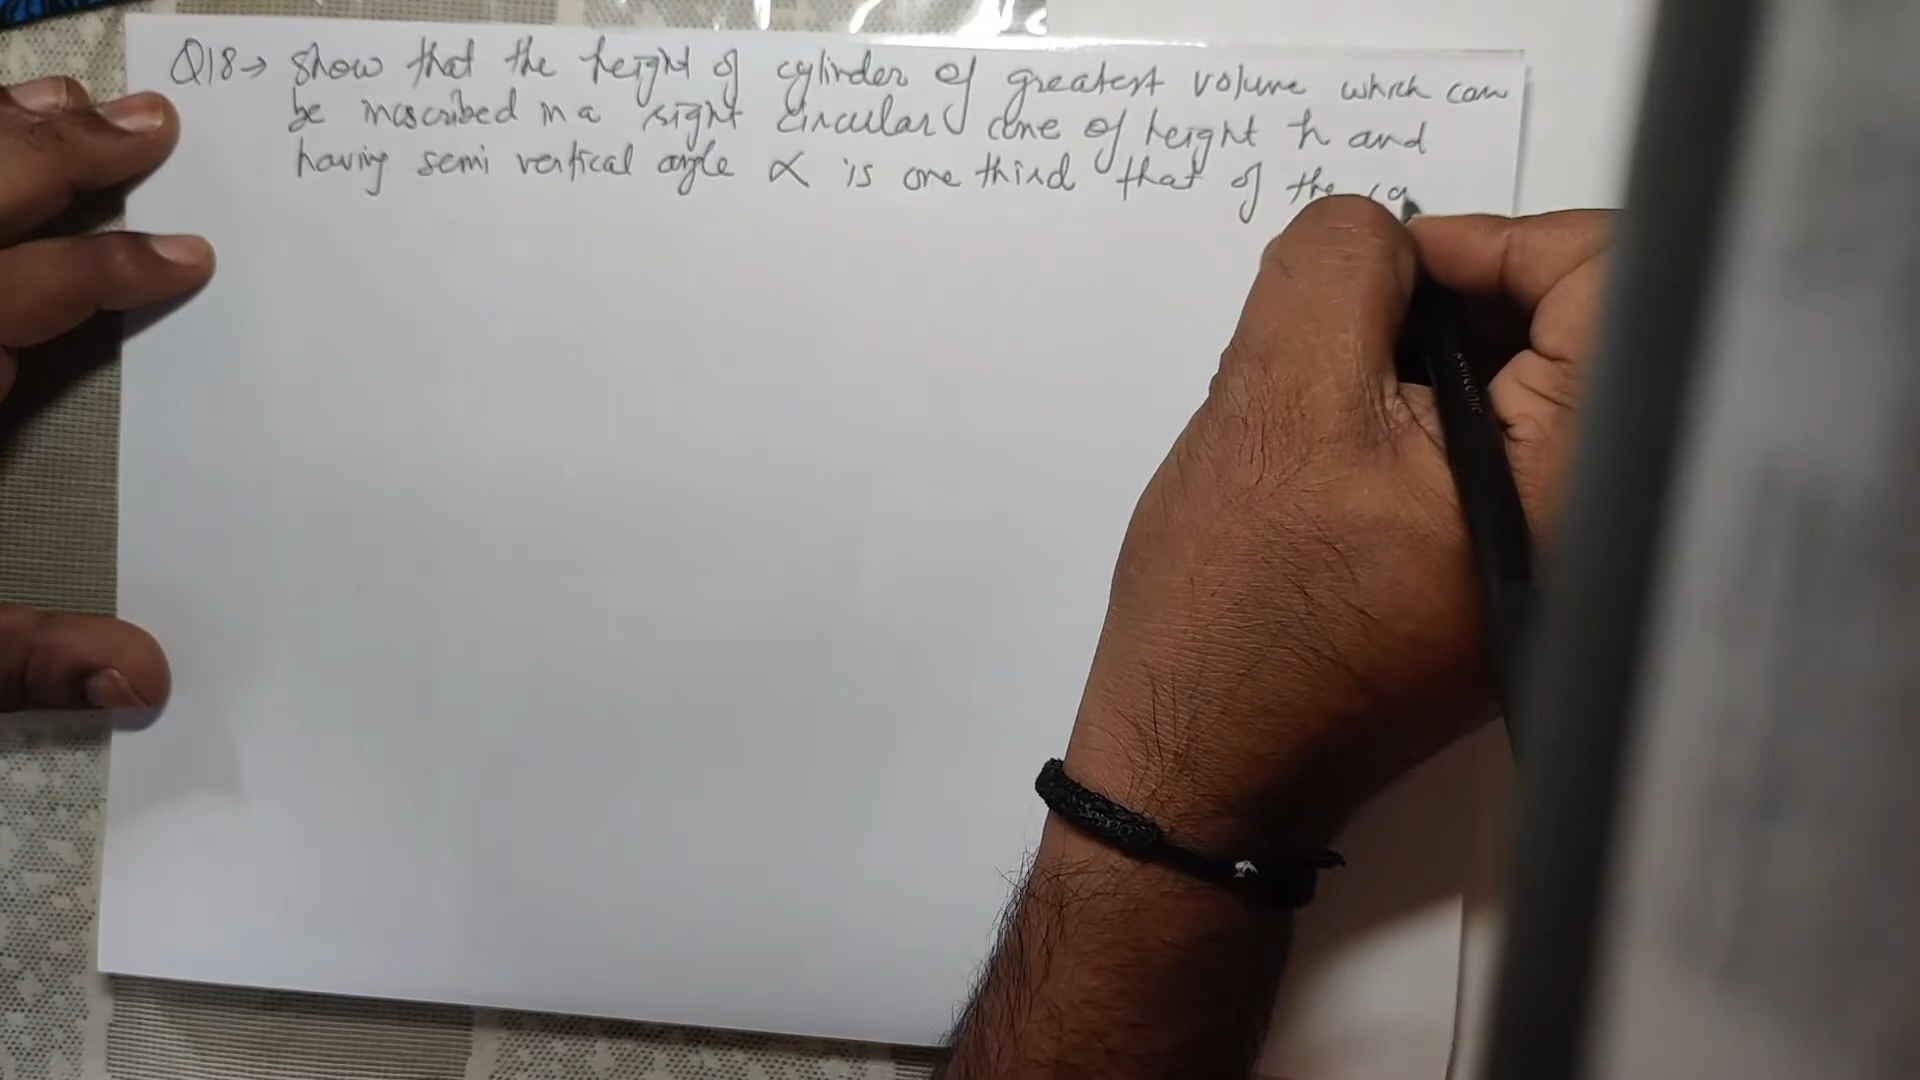 Q18→ Show that the height of cylinder of greatest volume which can
be inscribed in a right circular cone of height h and
having semi vertical angle α is one third that of the